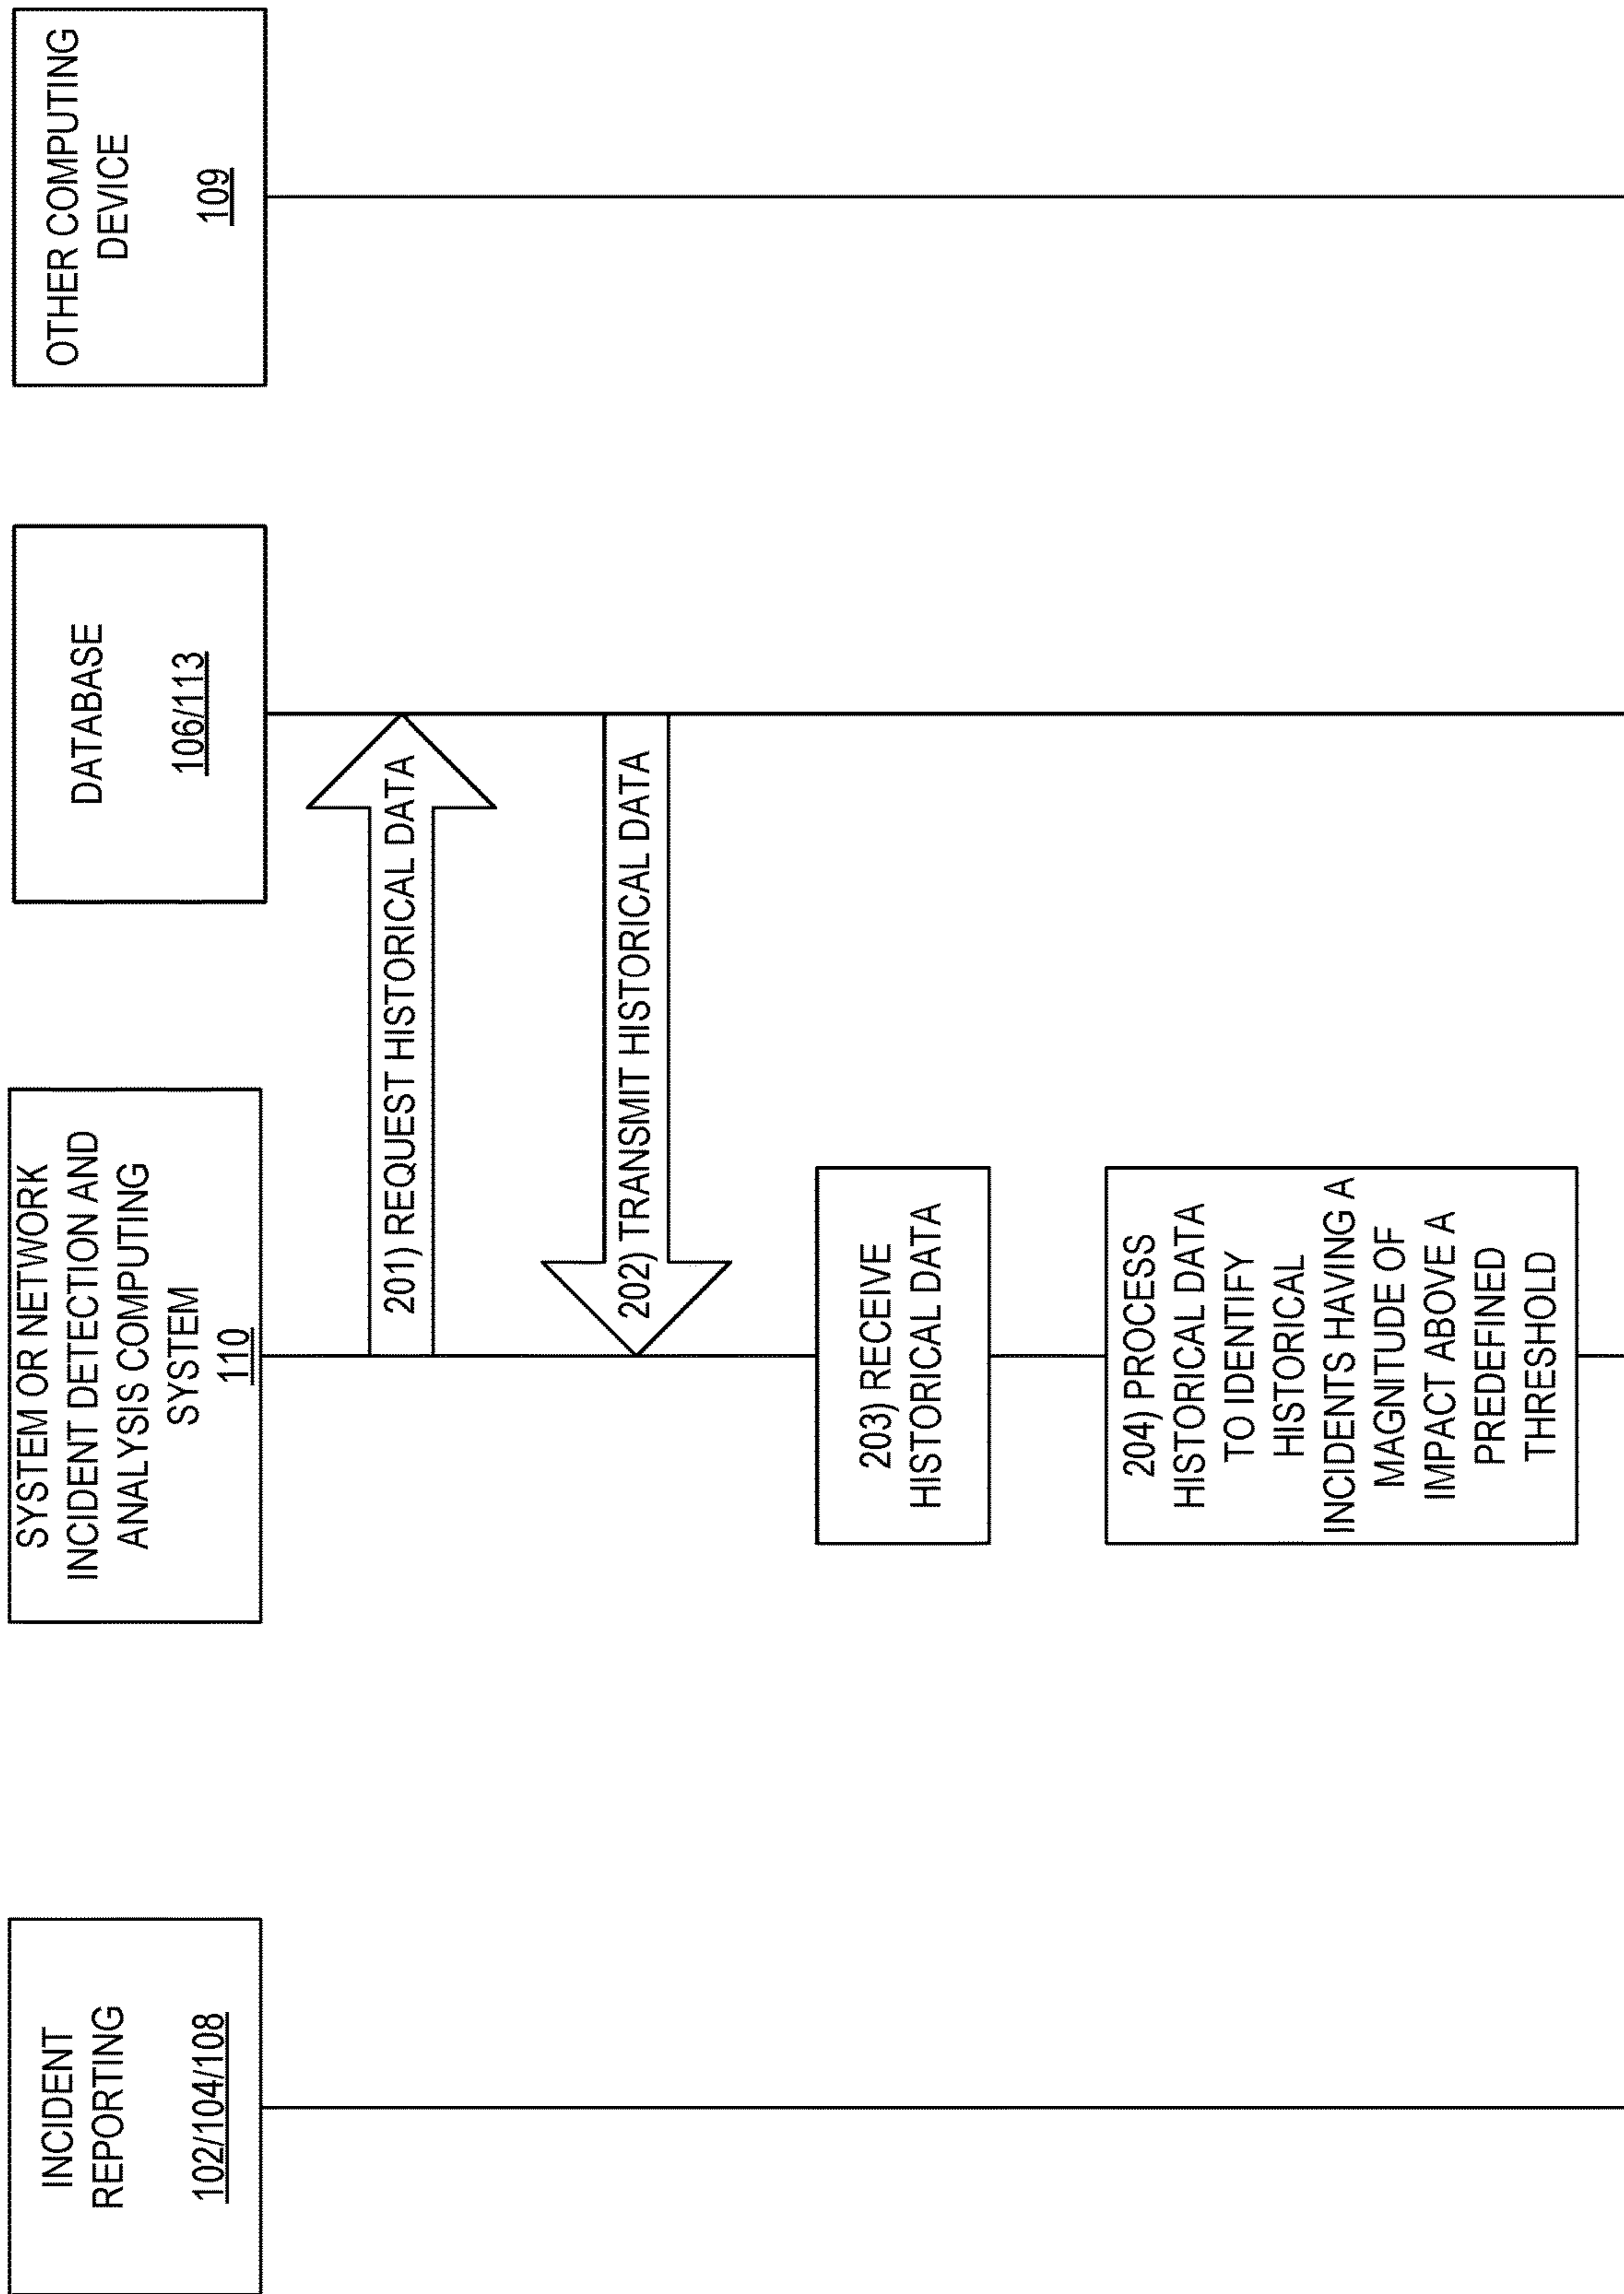 INCIDENT
REPORTING
102/104/108
SYSTEM OR NETWORK
INCIDENT DETECTION AND
ANALYSIS COMPUTING
SYSTEM
110
DATABASE
106/113
OTHER COMPUTING
DEVICE
109
201) REQUEST HISTORICAL DATA
202) TRANSMIT HISTORICAL DATA
203) RECEIVE
HISTORICAL DATA
204) PROCESS
HISTORICAL DATA
TO IDENTIFY
HISTORICAL
INCIDENTS HAVING A
MAGNITUDE OF
IMPACT ABOVE A
PREDEFINED
THRESHOLD